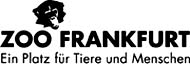 ZOO FRANKFURT
Ein Platz für Tiere und Menschen